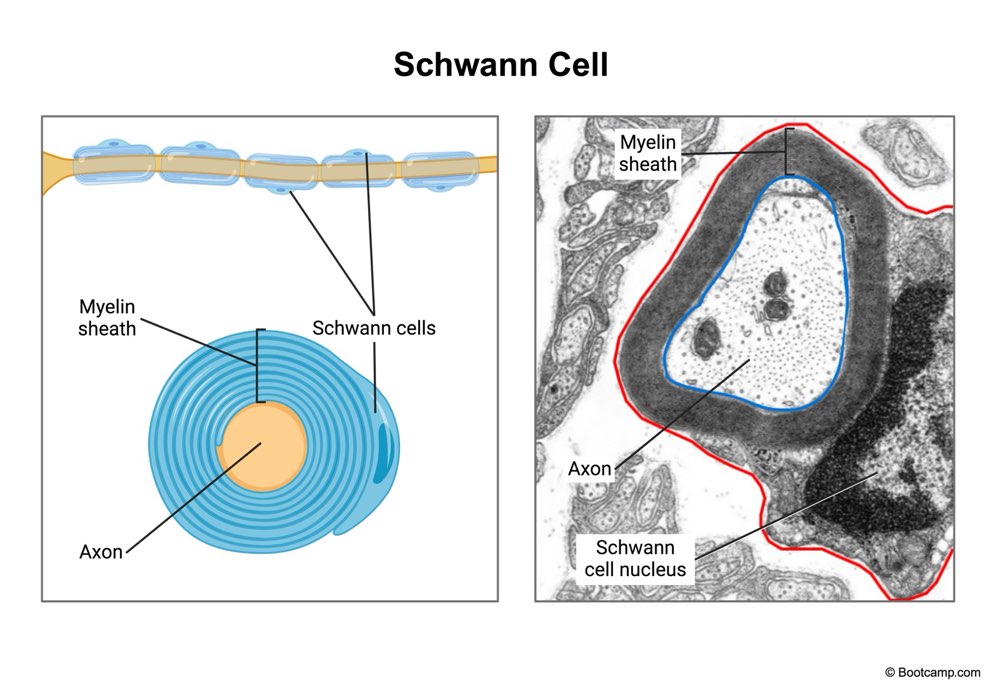 Schwann Cell
Myelin
sheath
Schwann cells
Axon
Myelin
sheath
Axon
Schwann
cell nucleus
© Bootcamp.com